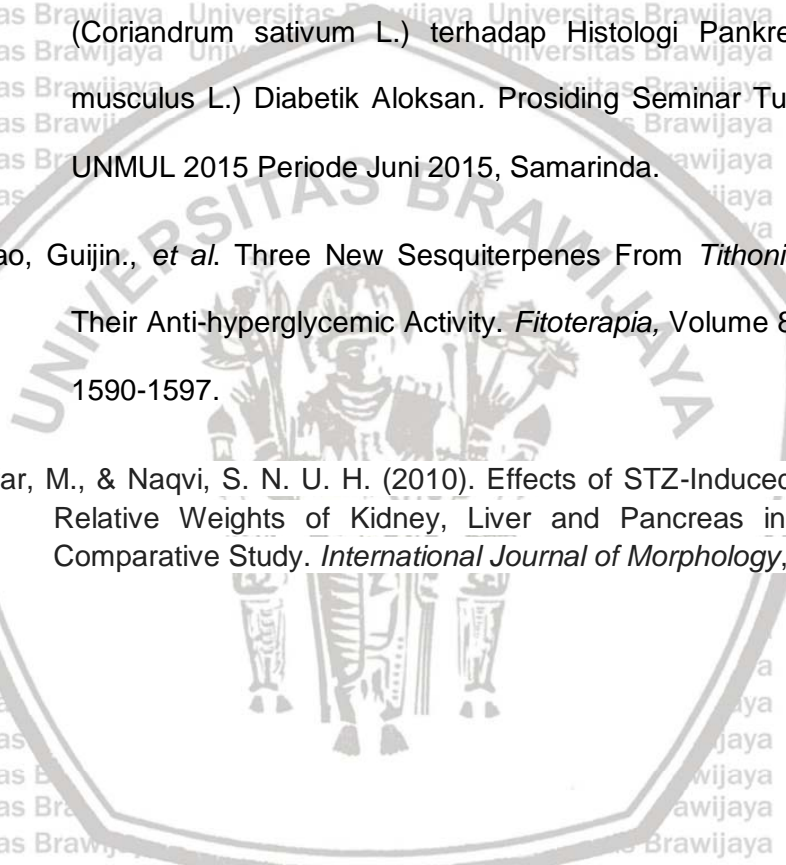 (Coriandrum sativum L.) terhadap Histologi Pankre
musculus L.) Diabetik Aloksan. Prosiding Seminar Tu
UNMUL 2015 Periode Juni 2015, Samarinda.
ao, Guijin., et al. Three New Sesquiterpenes From Tithoni
Their Anti-hyperglycemic Activity. Fitoterapia, Volume 8
1590-1597.
ar, M., & Naqvi, S. N. U. H. (2010). Effects of STZ-Induced
Relative Weights of Kidney, Liver and Pancreas in
Comparative Study. International Journal of Morphology,
UNIVERSITAS BRAWIJAYA